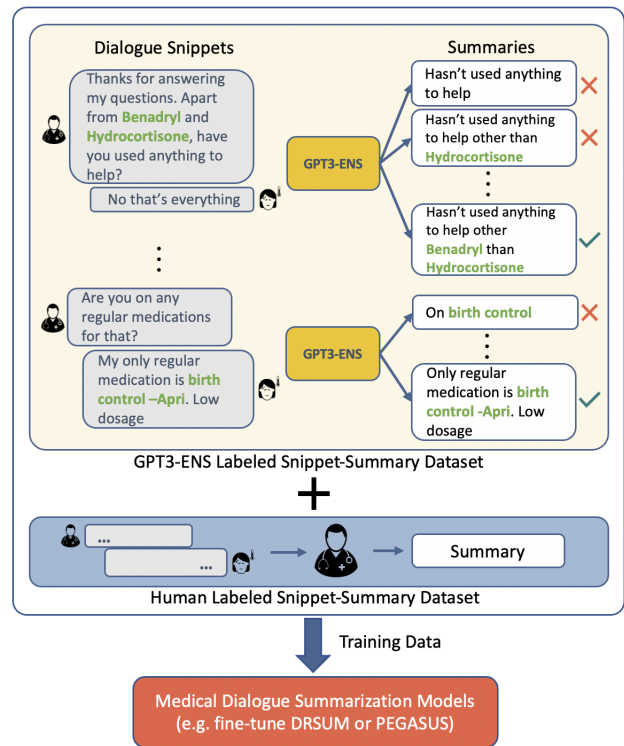 Dialogue Snippets
Summaries
Thanks for answering
my questions. Apart
from Benadryl and
Hydrocortisone, have
you used anything to
help?
No that's everything
GPT3-ENS
Hasn't used anything
to help
Hasn't used anything
to help other than
Hydrocortisone
Hasn't used anything
to help other
Benadryl than
Hydrocortisone
Are you on any
regular medications
for that?
My only regular
medication is birth
control –Apri. Low
dosage
GPT3-ENS
On birth control
Only regular
medication is birth
control -Apri. Low
dosage
GPT3-ENS Labeled Snippet-Summary Dataset
+
...
...
Summary
Human Labeled Snippet-Summary Dataset
Training Data
Medical Dialogue Summarization Models
(e.g. fine-tune DRSUM or PEGASUS)